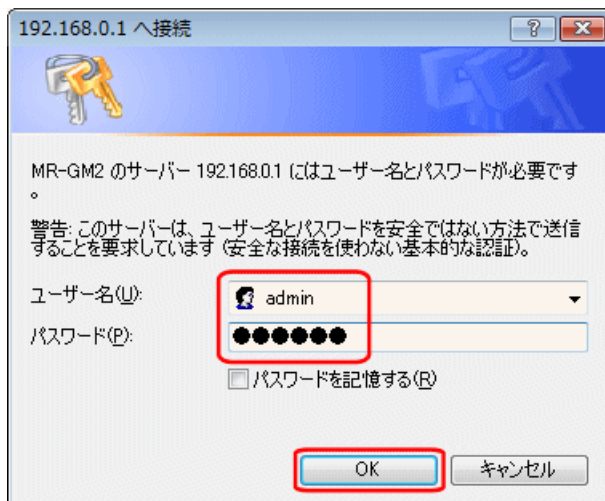 192.168.0.1 へ接続
MR-GM2 のサーバー 192.168.0.1 にはユーザー名とパスワードが必要です
。
警告: このサーバーは、ユーザー名とパスワードを安全ではない方法で送信
することを要求しています (安全な接続を使わない基本的な認証)。
ユーザー名(U):
admin
パスワード(P):
●●●●●●
パスワードを記憶する(R)
OK
キャンセル